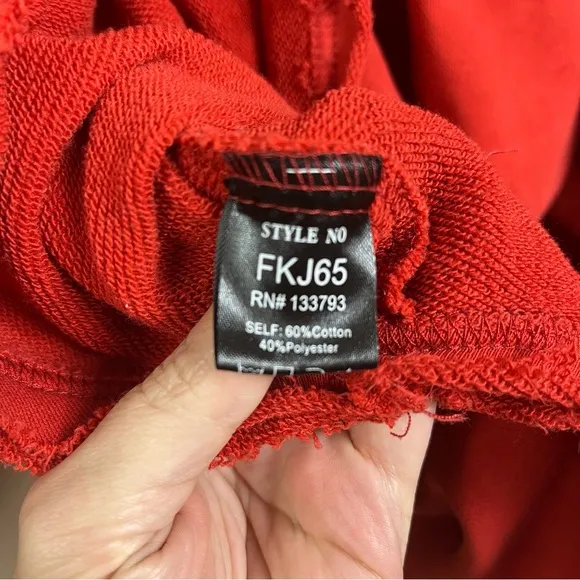 STYLE NO
FKJ65
RN# 133793
SELF: 60%Cotton
40%Polyester